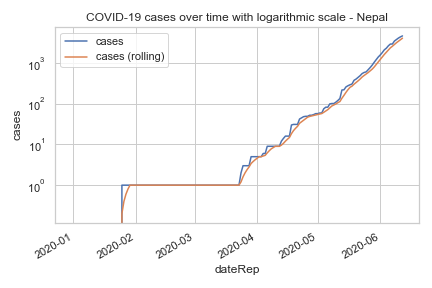 COVID-19 cases over time with logarithmic scale - Nepal
cases
cases (rolling)
10³
10²
10¹
10⁰
cases
2020-01
2020-02
2020-03
2020-04
2020-05
2020-06
dateRep